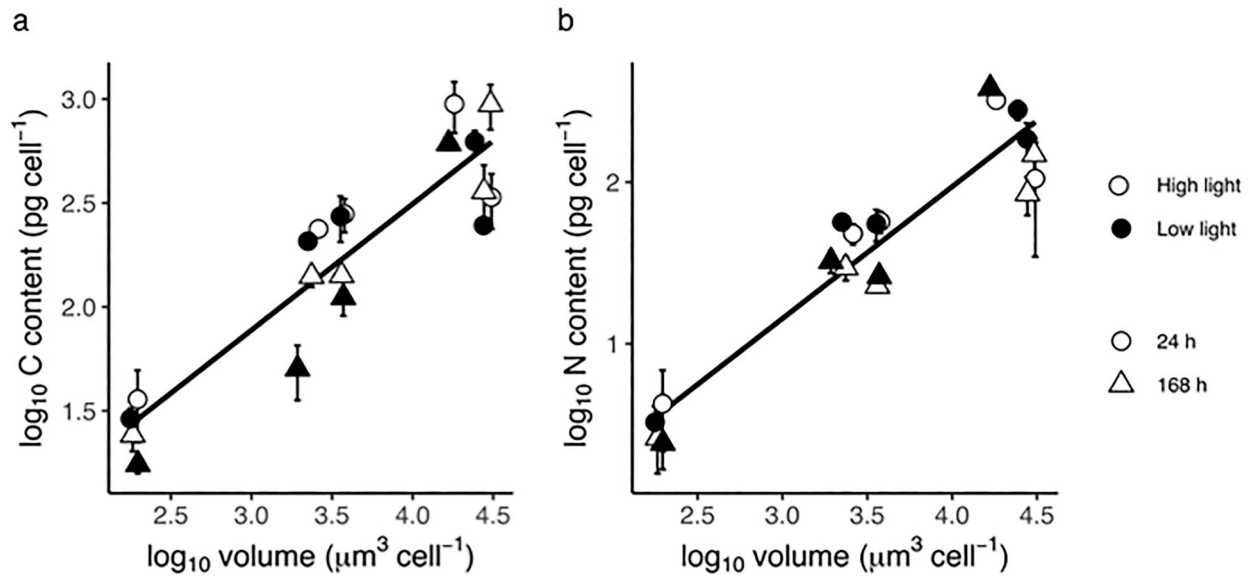 a
b
log₁₀ C content (pg cell⁻¹)
3.0
2.5
2.0
1.5
2.5 3.0 3.5 4.0 4.5
log₁₀ volume (μm³ cell⁻¹)
log₁₀ N content (pg cell⁻¹)
2
1
2.5 3.0 3.5 4.0 4.5
log₁₀ volume (μm³ cell⁻¹)
High light
Low light
24 h
168 h